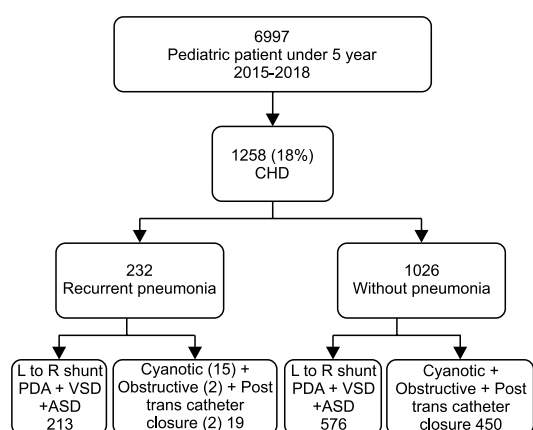 6997
Pediatric patient under 5 year
2015-2018
1258 (18%)
CHD
232
Recurrent pneumonia
1026
Without pneumonia
L to R shunt
PDA + VSD
+ASD
213
Cyanotic (15) +
Obstructive (2) + Post
trans catheter
closure (2) 19
L to R shunt
PDA + VSD
+ASD
576
Cyanotic +
Obstructive + Post
trans catheter
closure 450